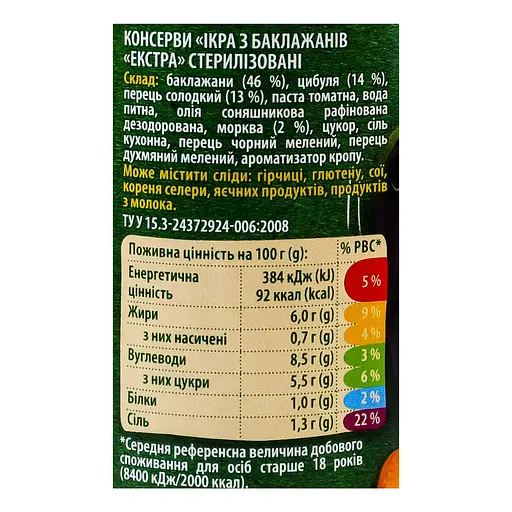 КОНСЕРВИ «ІКРА З БАКЛАЖАНІВ
«ЕКСТРА» СТЕРИЛІЗОВАНІ
Склад: баклажани (46 %), цибуля (14 %),
перець солодкий (13 %), паста томатна, вода
питна, олія соняшникова рафінована
дезодорована, морква (2 %), цукор, сіль
кухонна, перець чорний мелений, перець
духмяний мелений, ароматизатор кропу.
Може містити сліди: гірчиці, глютену, сої,
кореня селери, яєчних продуктів, продуктів
з молока.
ТУ У 15.3-24372924-006:2008
Поживна цінність на 100 г (g): % РВС*
Енергетична 384 кДж (kJ)
цінність 92 ккал (kcal) 5 %
Жири 6,0 г (g) 9 %
з них насичені 0,7 г (g) 4 %
Вуглеводи 8,5 г (g) 3 %
з них цукри 5,5 г (g) 6 %
Білки 1,0 г (g) 2 %
Сіль 1,3 г (g) 22 %
*Середня референсна величина добового
споживання для осіб старше 18 років
(8400 кДж/2000 ккал).